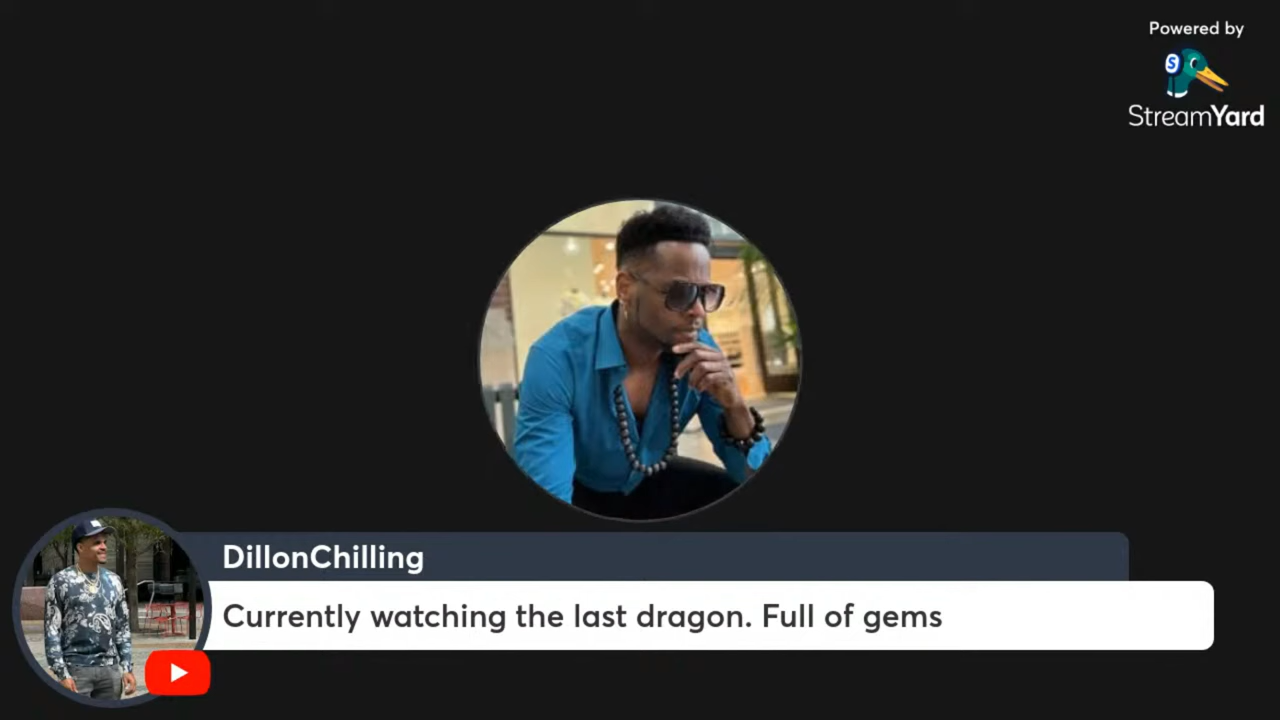 Powered by
S
StreamYard
DillonChilling
Currently watching the last dragon. Full of gems